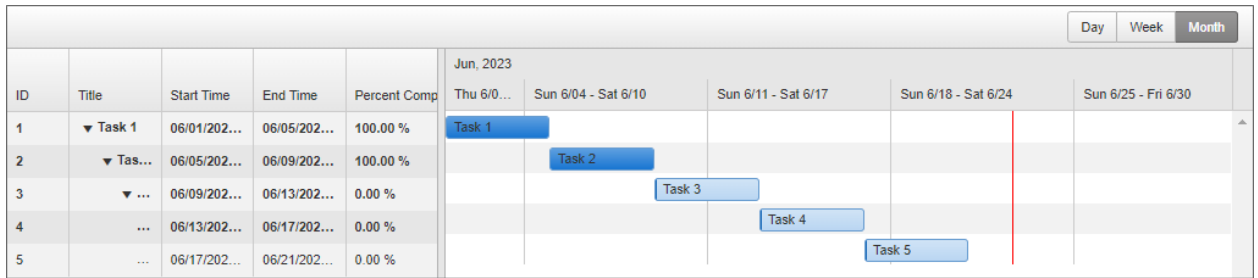 Day Week Month
Jun, 2023
ID Title Start Time End Time Percent Comp Thu 6/0... Sun 6/04 - Sat 6/10 Sun 6/11 - Sat 6/17 Sun 6/18 - Sat 6/24 Sun 6/25 - Fri 6/30
1 Task 1 06/01/202... 06/05/202... 100.00 % Task 1
2 Tas... 06/05/202... 06/09/202... 100.00 % Task 2
3 ... 06/09/202... 06/13/202... 0.00 % Task 3
4 ... 06/13/202... 06/17/202... 0.00 % Task 4
5 ... 06/17/202... 06/21/202... 0.00 % Task 5